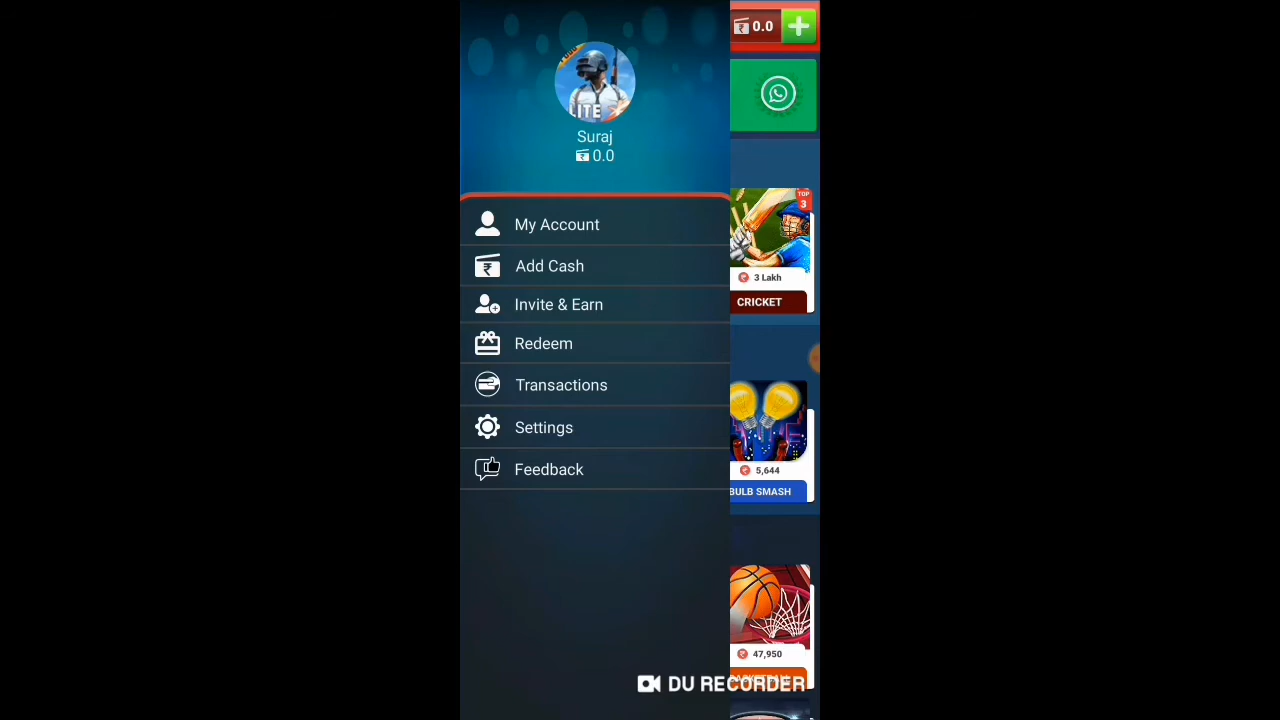 LITE
Suraj
0.0
My Account
Add Cash
Invite & Earn
Redeem
Transactions
Settings
Feedback
0.0
TOP
3
3 Lakh
CRICKET
5,644
BULB SMASH
47,950
DU RECORDER